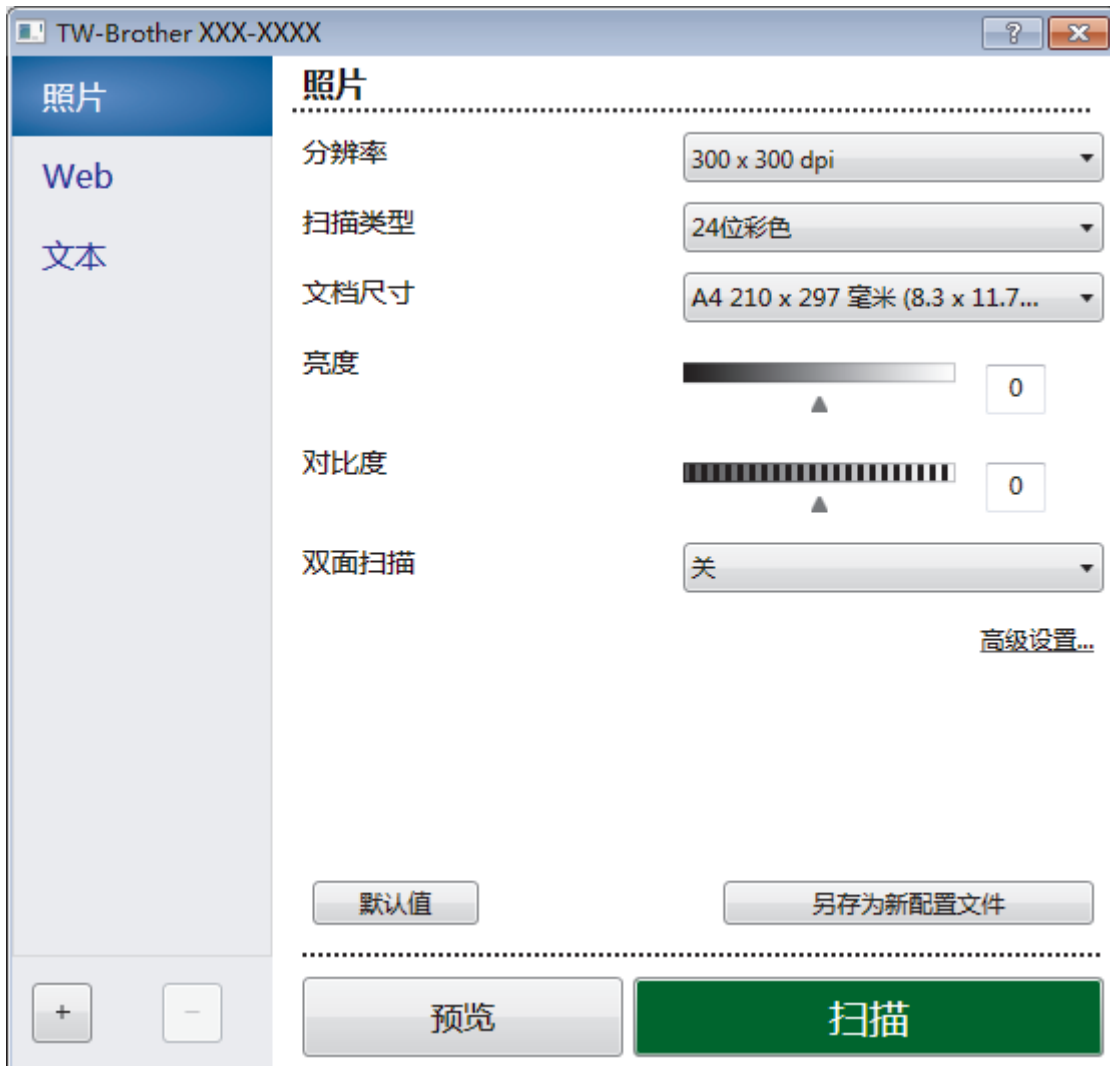 TW-Brother XXX-XXXX
照片
Web
文本
照片
分辨率
300 x 300 dpi
扫描类型
24位彩色
文档尺寸
A4 210 x 297 毫米 (8.3 x 11.7...
亮度
0
对比度
0
双面扫描
关
高级设置...
默认值
另存为新配置文件
+
−
预览
扫描